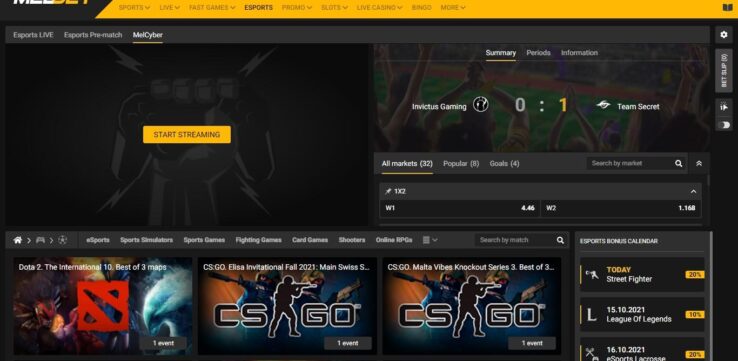 MELBET
SPORTS LIVE FAST GAMES ESPORTS PROMO SLOTS LIVE CASINO BINGO MORE
Esports LIVE Esports Pre-match MelCyber
Summary Periods Information
BET SLIP (0)
Invictus Gaming 0 : 1 Team Secret
START STREAMING
All markets (32) Popular (8) Goals (4) Search by market
1X2
W1 4.46 W2 1.168
eSports Sports Simulators Sports Games Fighting Games Card Games Shooters Online RPGs Search by match
ESPORTS BONUS CALENDAR
Dota 2. The International 10. Best of 3 maps
1 event
CS:GO. Elisa Invitational Fall 2021: Main Swiss S...
CS GO
1 event
CS:GO. Malta Vibes Knockout Series 3. Best of 3...
CS GO
1 event
TODAY
Street Fighter 20%
15.10.2021
League Of Legends 10%
16.10.2021
eSports Lacrosse 20%